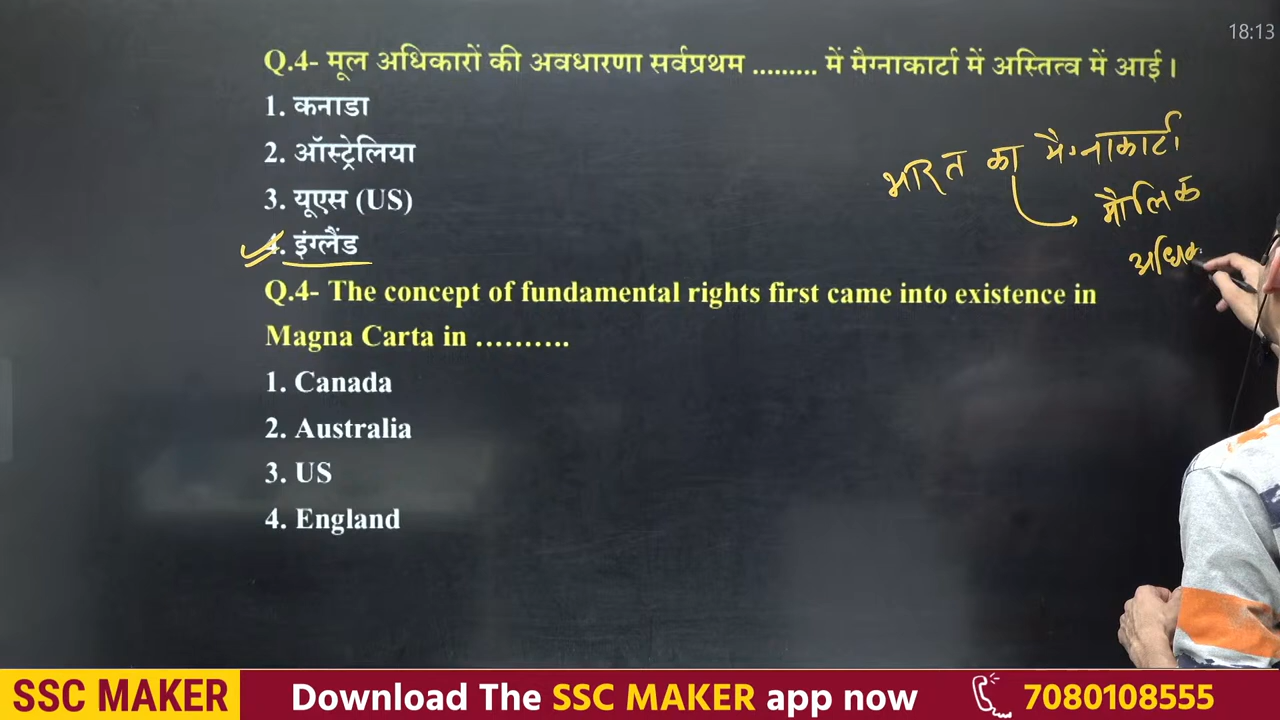 18:13
Q.4- मूल अधिकारों की अवधारणा सर्वप्रथम ......... में मैग्नाकार्टा में अस्तित्व में आई।
1. कनाडा
2. ऑस्ट्रेलिया
3. यूएस (US)
4. इंग्लैंड
भारत का मैग्नाकार्टा
मौलिक
अधिक
Q.4- The concept of fundamental rights first came into existence in
Magna Carta in ..........
1. Canada
2. Australia
3. US
4. England
SSC MAKER
Download The SSC MAKER app now
7080108555